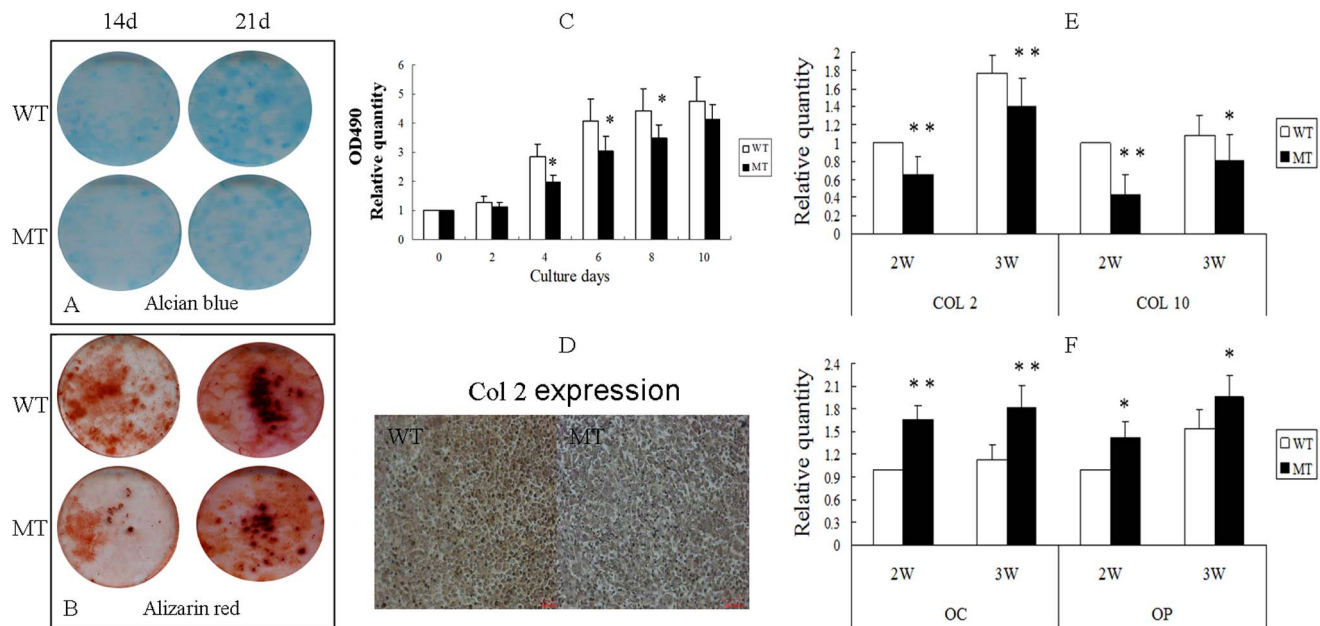 14d 21d
WT
MT
A Alcian blue
WT
MT
B Alizarin red
C
OD490
Relative quantity
6
5
4
3
2
1
0
* * *
0 2 4 6 8 10
Culture days
WT
MT
D
Col 2 expression
WT MT
E
Relative quantity
2
1.8
1.6
1.4
1.2
1
0.8
0.6
0.4
0.2
0
** ** ** *
2W 3W 2W 3W
COL 2 COL 10
WT
MT
F
Relative quantity
2.4
2.1
1.8
1.5
1.2
0.9
0.6
0.3
0
** ** * *
2W 3W 2W 3W
OC OP
WT
MT